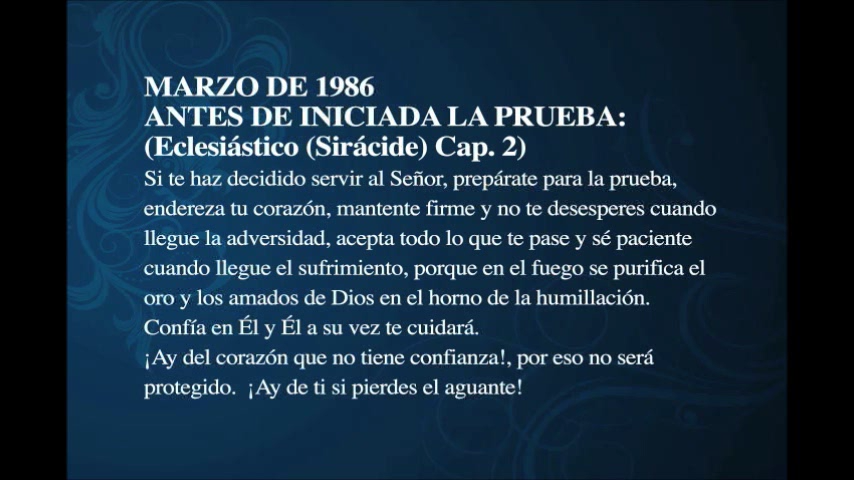 MARZO DE 1986
ANTES DE INICIADA LA PRUEBA:
(Eclesiástico (Sirácide) Cap. 2)
Si te haz decidido servir al Señor, prepárate para la prueba,
endereza tu corazón, mantente firme y no te desesperes cuando
llegue la adversidad, acepta todo lo que te pase y sé paciente
cuando llegue el sufrimiento, porque en el fuego se purifica el
oro y los amados de Dios en el horno de la humillación.
Confía en Él y Él a su vez te cuidará.
¡Ay del corazón que no tiene confianza!, por eso no será
protegido.  ¡Ay de ti si pierdes el aguante!